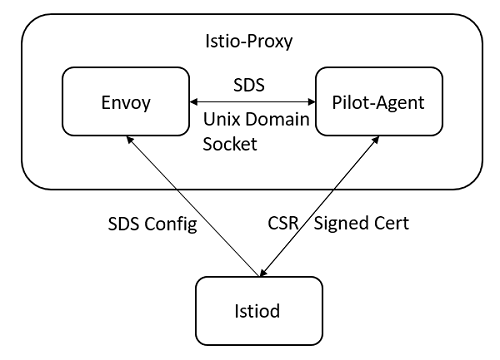 Istio-Proxy
Envoy
SDS
Unix Domain
Socket
Pilot-Agent
SDS Config
CSR
Signed Cert
Istiod